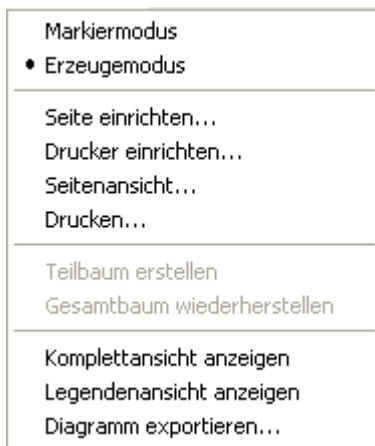 Markiermodus
Erzeugemodus
Seite einrichten...
Drucker einrichten...
Seitenansicht...
Drucken...
Teilbaum erstellen
Gesamtbaum wiederherstellen
Komplettansicht anzeigen
Legendenansicht anzeigen
Diagramm exportieren...